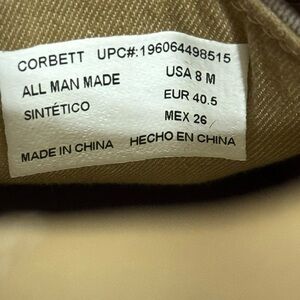 CORBETT UPC#:196064498515
ALL MAN MADE USA 8 M
SINTÉTICO EUR 40.5
MEX 26
MADE IN CHINA HECHO EN CHINA